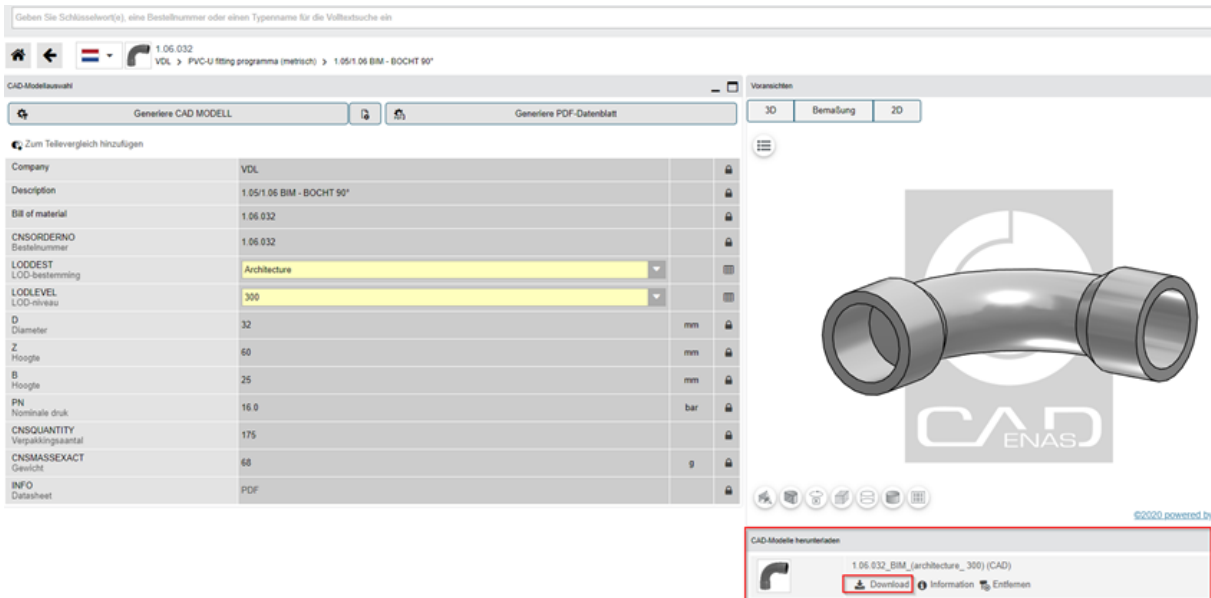 Geben Sie Schlüsselwort(e), eine Bestellnummer oder einen Typenname für die Volltextsuche ein
1.06.032
VDL > PVC-U fitting programma (metrisch) > 1.05/1.06 BIM - BOCHT 90°
CAD-Modellauswahl
Generiere CAD MODELL
Generiere PDF-Datenblatt
Zum Teilevergleich hinzufügen
Company VDL
Description 1.05/1.06 BIM - BOCHT 90°
Bill of material 1.06.032
CNSORDERNO
Bestelnummer 1.06.032
LODDEST
LOD-bestemming Architecture
LODLEVEL
LOD-niveau 300
D
Diameter 32 mm
Z
Hoogte 60 mm
B
Hoogte 25 mm
PN
Nominale druk 16.0 bar
CNSQUANTITY
Verpakkingsaantal 175
CNSMASSEXACT
Gewicht 68 g
INFO
Datasheet PDF
Voransichten
3D Bemaßung 2D
CADENAS
©2020 powered by
CAD-Modelle herunterladen
1.06.032_BIM_(architecture_ 300) (CAD)
Download Information Entfernen